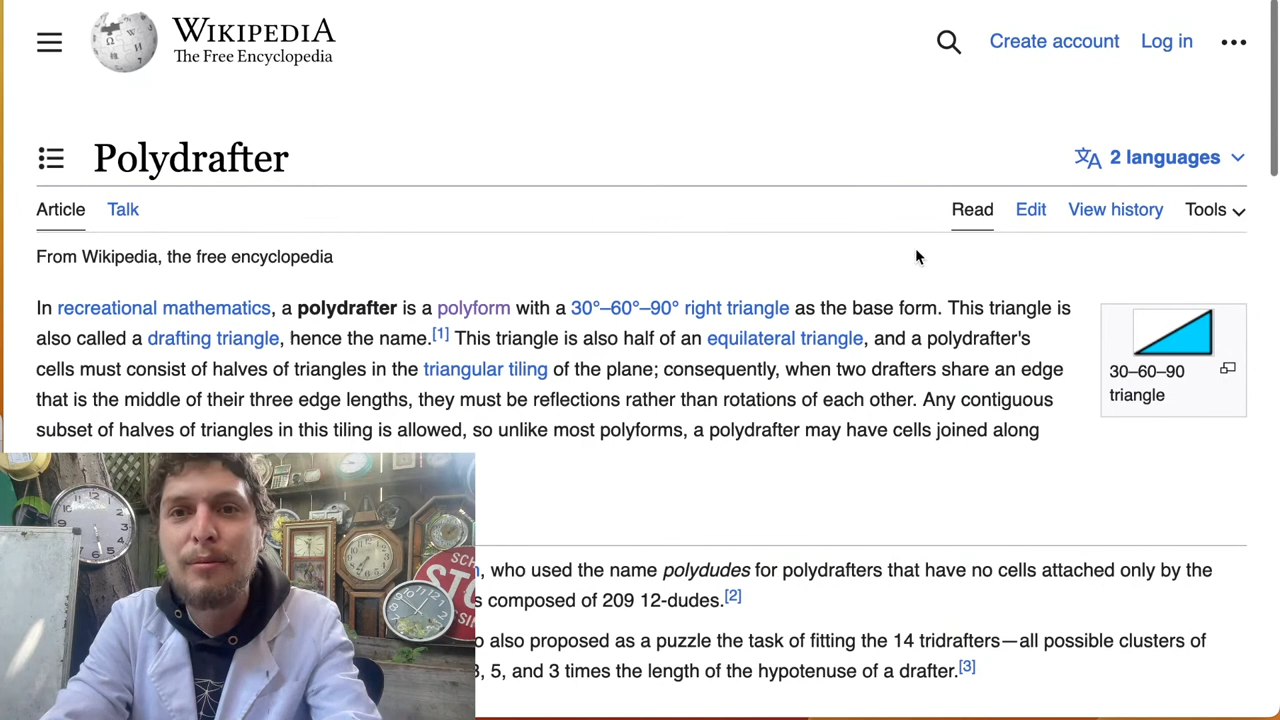 WIKIPEDIA
The Free Encyclopedia
Create account
Log in
Polydrafter
2 languages
Article
Talk
Read
Edit
View history
Tools
From Wikipedia, the free encyclopedia
In recreational mathematics, a polydrafter is a polyform with a 30°–60°–90° right triangle as the base form. This triangle is
also called a drafting triangle, hence the name.[1] This triangle is also half of an equilateral triangle, and a polydrafter's
cells must consist of halves of triangles in the triangular tiling of the plane; consequently, when two drafters share an edge
that is the middle of their three edge lengths, they must be reflections rather than rotations of each other. Any contiguous
subset of halves of triangles in this tiling is allowed, so unlike most polyforms, a polydrafter may have cells joined along
30–60–90
triangle
, who used the name polydudes for polydrafters that have no cells attached only by the
s composed of 209 12-dudes.[2]
o also proposed as a puzzle the task of fitting the 14 tridrafters—all possible clusters of
, 5, and 3 times the length of the hypotenuse of a drafter.[3]
SCH
STO